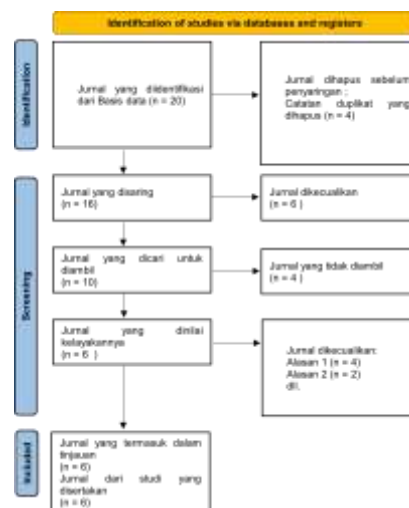 Identification of studies via databases and registers
Identification
Jurnal yang diidentifikasi
dari Basis data (n = 20)
Jurnal dihapus sebelum
penyaringan :
Catatan duplikat yang
dihapus (n = 4)
Screening
Jurnal yang disaring
(n = 16)
Jurnal dikecualikan
(n = 6 )
Jurnal yang dicari untuk
diambil
(n = 10)
Jurnal yang tidak diambil
(n = 4 )
Jurnal yang dinilai
kelayakannya
(n = 6 )
Jurnal dikecualikan:
Alasan 1 (n = 4)
Alasan 2 (n = 2)
dll.
Included
Jurnal yang termasuk dalam
tinjauan
(n = 6)
Jurnal dari studi yang
disertakan
(n = 6)